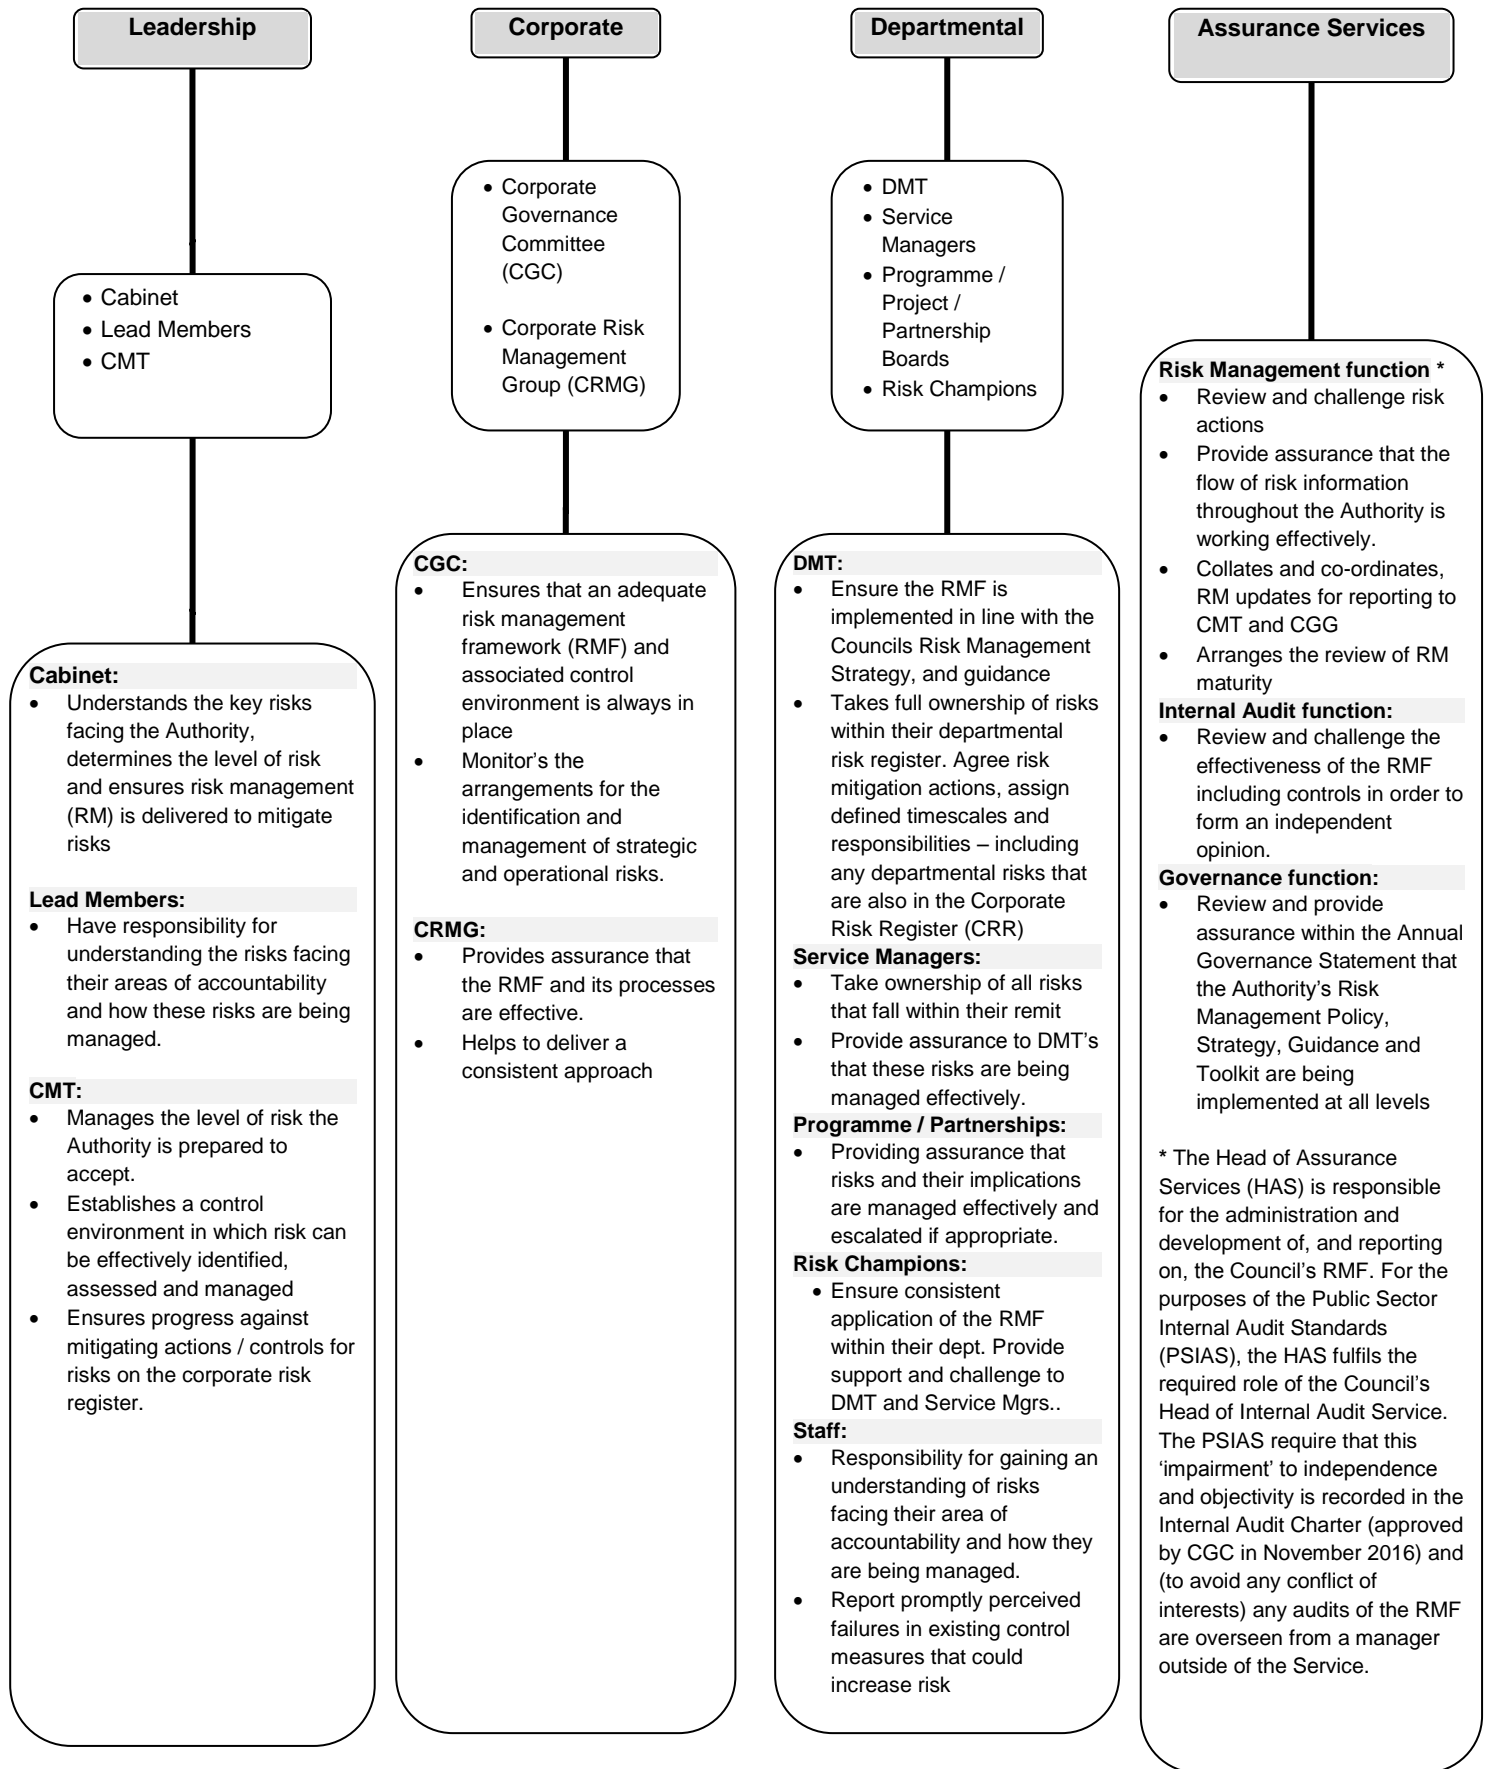 Leadership
Corporate
Departmental
Assurance Services
• Cabinet
• Lead Members
• CMT
Cabinet:
• Understands the key risks
facing the Authority,
determines the level of risk
and ensures risk management
(RM) is delivered to mitigate
risks
Lead Members:
• Have responsibility for
understanding the risks facing
their areas of accountability
and how these risks are being
managed.
CMT:
• Manages the level of risk the
Authority is prepared to
accept.
• Establishes a control
environment in which risk can
be effectively identified,
assessed and managed
• Ensures progress against
mitigating actions / controls for
risks on the corporate risk
register.
• Corporate
Governance
Committee
(CGC)
• Corporate Risk
Management
Group (CRMG)
CGC:
• Ensures that an adequate
risk management
framework (RMF) and
associated control
environment is always in
place
• Monitor's the
arrangements for the
identification and
management of strategic
and operational risks.
CRMG:
• Provides assurance that
the RMF and its processes
are effective.
• Helps to deliver a
consistent approach
• DMT
• Service
Managers
• Programme /
Project /
Partnership
Boards
• Risk Champions
DMT:
• Ensure the RMF is
implemented in line with the
Councils Risk Management
Strategy, and guidance
• Takes full ownership of risks
within their departmental
risk register. Agree risk
mitigation actions, assign
defined timescales and
responsibilities – including
any departmental risks that
are also in the Corporate
Risk Register (CRR)
Service Managers:
• Take ownership of all risks
that fall within their remit
• Provide assurance to DMT's
that these risks are being
managed effectively.
Programme / Partnerships:
• Providing assurance that
risks and their implications
are managed effectively and
escalated if appropriate.
Risk Champions:
• Ensure consistent
application of the RMF
within their dept. Provide
support and challenge to
DMT and Service Mgrs..
Staff:
• Responsibility for gaining an
understanding of risks
facing their area of
accountability and how they
are being managed.
• Report promptly perceived
failures in existing control
measures that could
increase risk
Risk Management function *
• Review and challenge risk
actions
• Provide assurance that the
flow of risk information
throughout the Authority is
working effectively.
• Collates and co-ordinates,
RM updates for reporting to
CMT and CGG
• Arranges the review of RM
maturity
Internal Audit function:
• Review and challenge the
effectiveness of the RMF
including controls in order to
form an independent
opinion.
Governance function:
• Review and provide
assurance within the Annual
Governance Statement that
the Authority's Risk
Management Policy,
Strategy, Guidance and
Toolkit are being
implemented at all levels
* The Head of Assurance
Services (HAS) is responsible
for the administration and
development of, and reporting
on, the Council's RMF. For the
purposes of the Public Sector
Internal Audit Standards
(PSIAS), the HAS fulfils the
required role of the Council's
Head of Internal Audit Service.
The PSIAS require that this
‘impairment’ to independence
and objectivity is recorded in the
Internal Audit Charter (approved
by CGC in November 2016) and
(to avoid any conflict of
interests) any audits of the RMF
are overseen from a manager
outside of the Service.